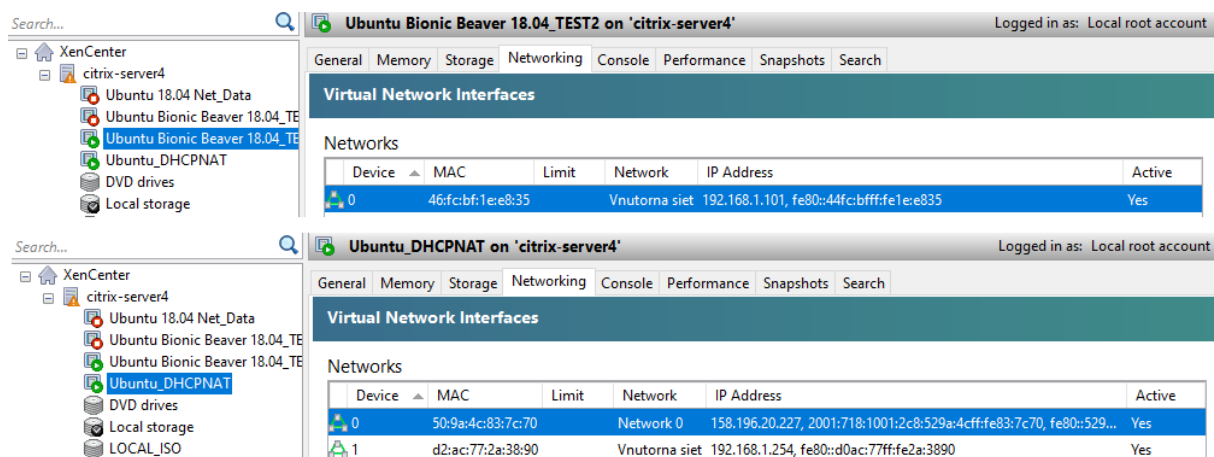 Search...
Ubuntu Bionic Beaver 18.04_TEST2 on 'citrix-server4' Logged in as: Local root account
XenCenter
citrix-server4
Ubuntu 18.04 Net_Data
Ubuntu Bionic Beaver 18.04_TE
Ubuntu Bionic Beaver 18.04_TE
Ubuntu_DHCPNAT
DVD drives
Local storage
General Memory Storage Networking Console Performance Snapshots Search
Virtual Network Interfaces
Networks
Device MAC Limit Network IP Address Active
0 46:fc:bf:1e:e8:35 Vnutorna siet 192.168.1.101, fe80::44fc:bfff:fe1e:e835 Yes
Search...
Ubuntu_DHCPNAT on 'citrix-server4' Logged in as: Local root account
XenCenter
citrix-server4
Ubuntu 18.04 Net_Data
Ubuntu Bionic Beaver 18.04_TE
Ubuntu Bionic Beaver 18.04_TE
Ubuntu_DHCPNAT
DVD drives
Local storage
LOCAL_ISO
General Memory Storage Networking Console Performance Snapshots Search
Virtual Network Interfaces
Networks
Device MAC Limit Network IP Address Active
0 50:9a:4c:83:7c:70 Network 0 158.196.20.227, 2001:718:1001:2c8:529a:4cff:fe83:7c70, fe80::529... Yes
1 d2:ac:77:2a:38:90 Vnutorna siet 192.168.1.254, fe80::d0ac:77ff:fe2a:3890 Yes